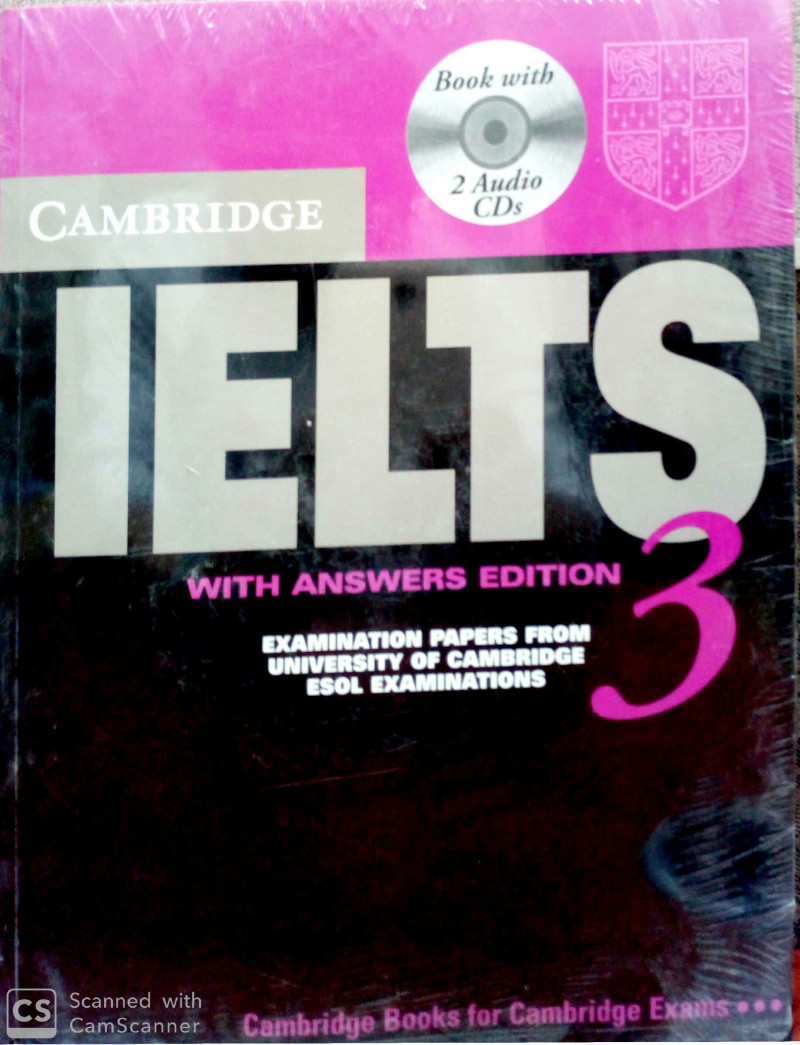 Book with
2 Audio
CDs
CAMBRIDGE
IELTS
3
WITH ANSWERS EDITION
EXAMINATION PAPERS FROM
UNIVERSITY OF CAMBRIDGE
ESOL EXAMINATIONS
Cambridge Books for Cambridge Exams •••
CS Scanned with
CamScanner